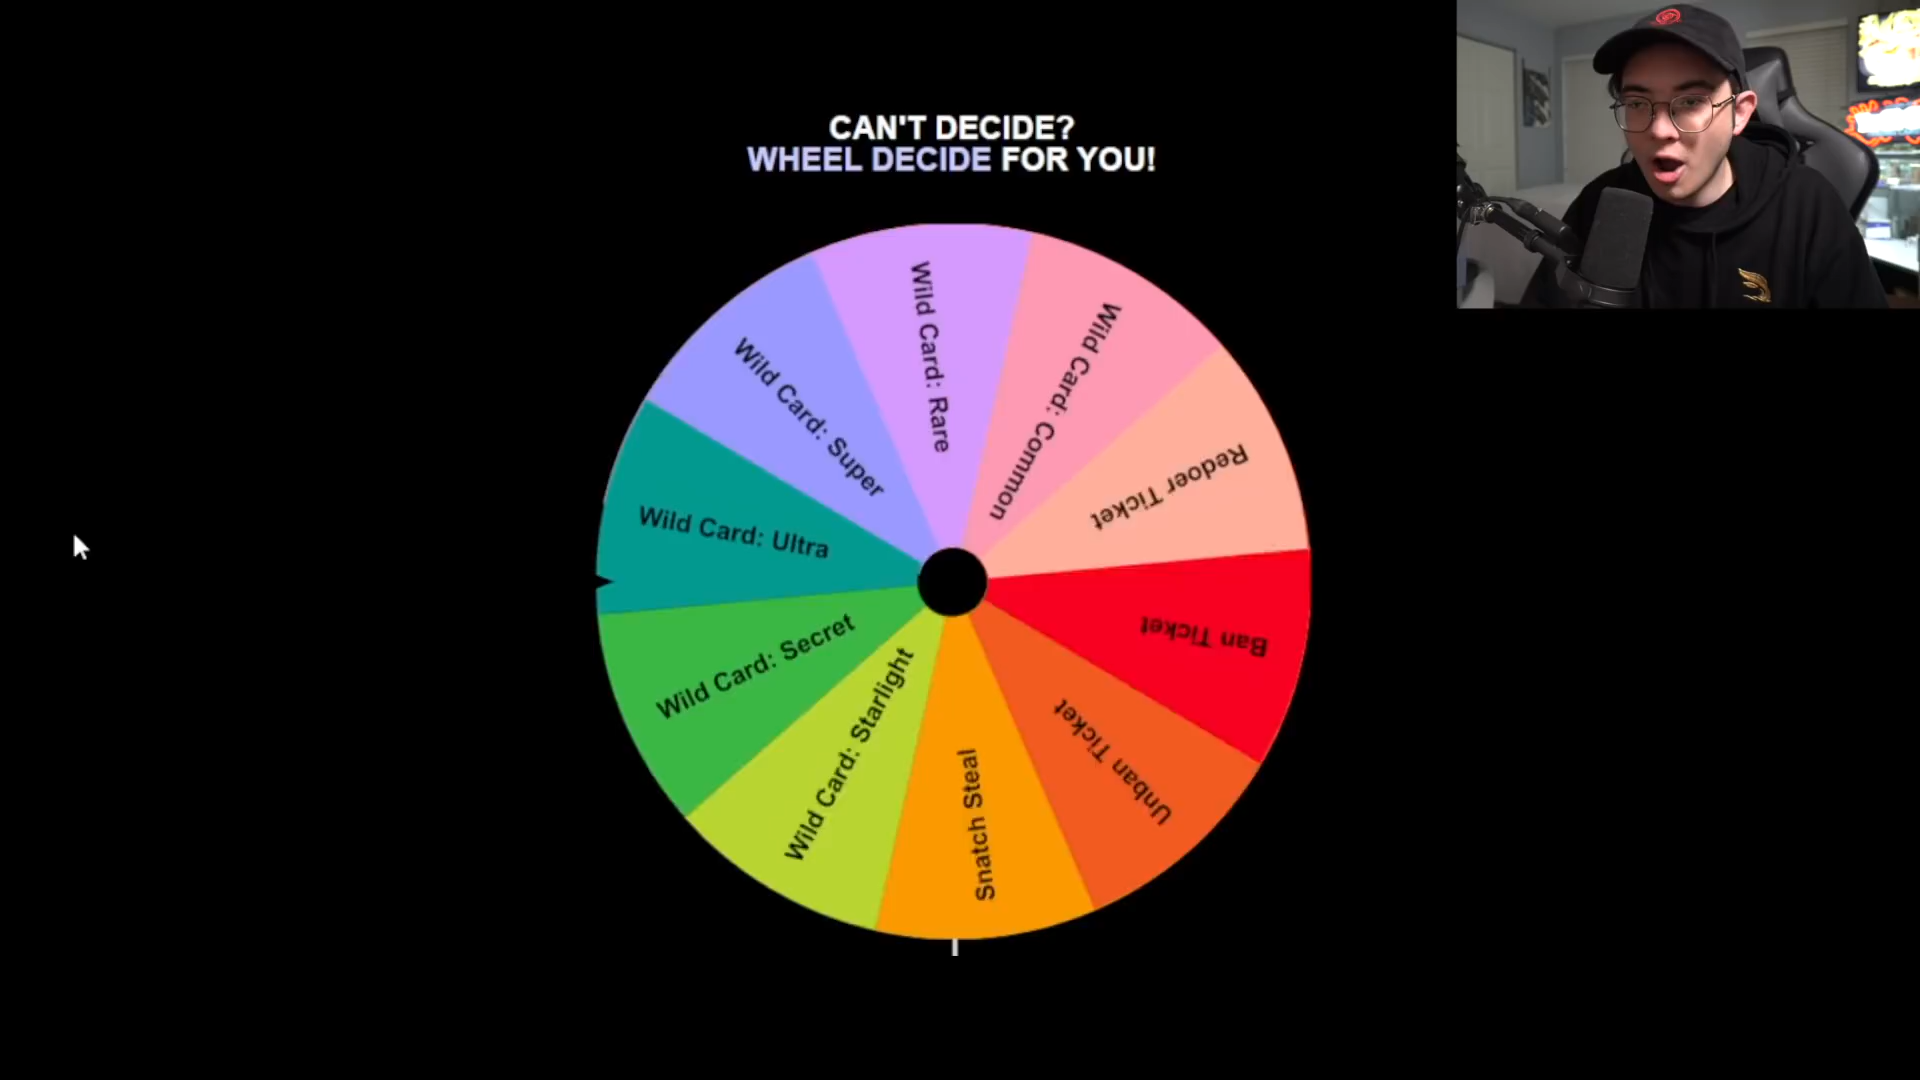 CAN'T DECIDE?
WHEEL DECIDE FOR YOU!
Wild Card: Rare
Wild Card: Common
Redoer Ticket
Ban Ticket
Unban Ticket
Snatch Steal
Wild Card: Starlight
Wild Card: Secret
Wild Card: Ultra
Wild Card: Super